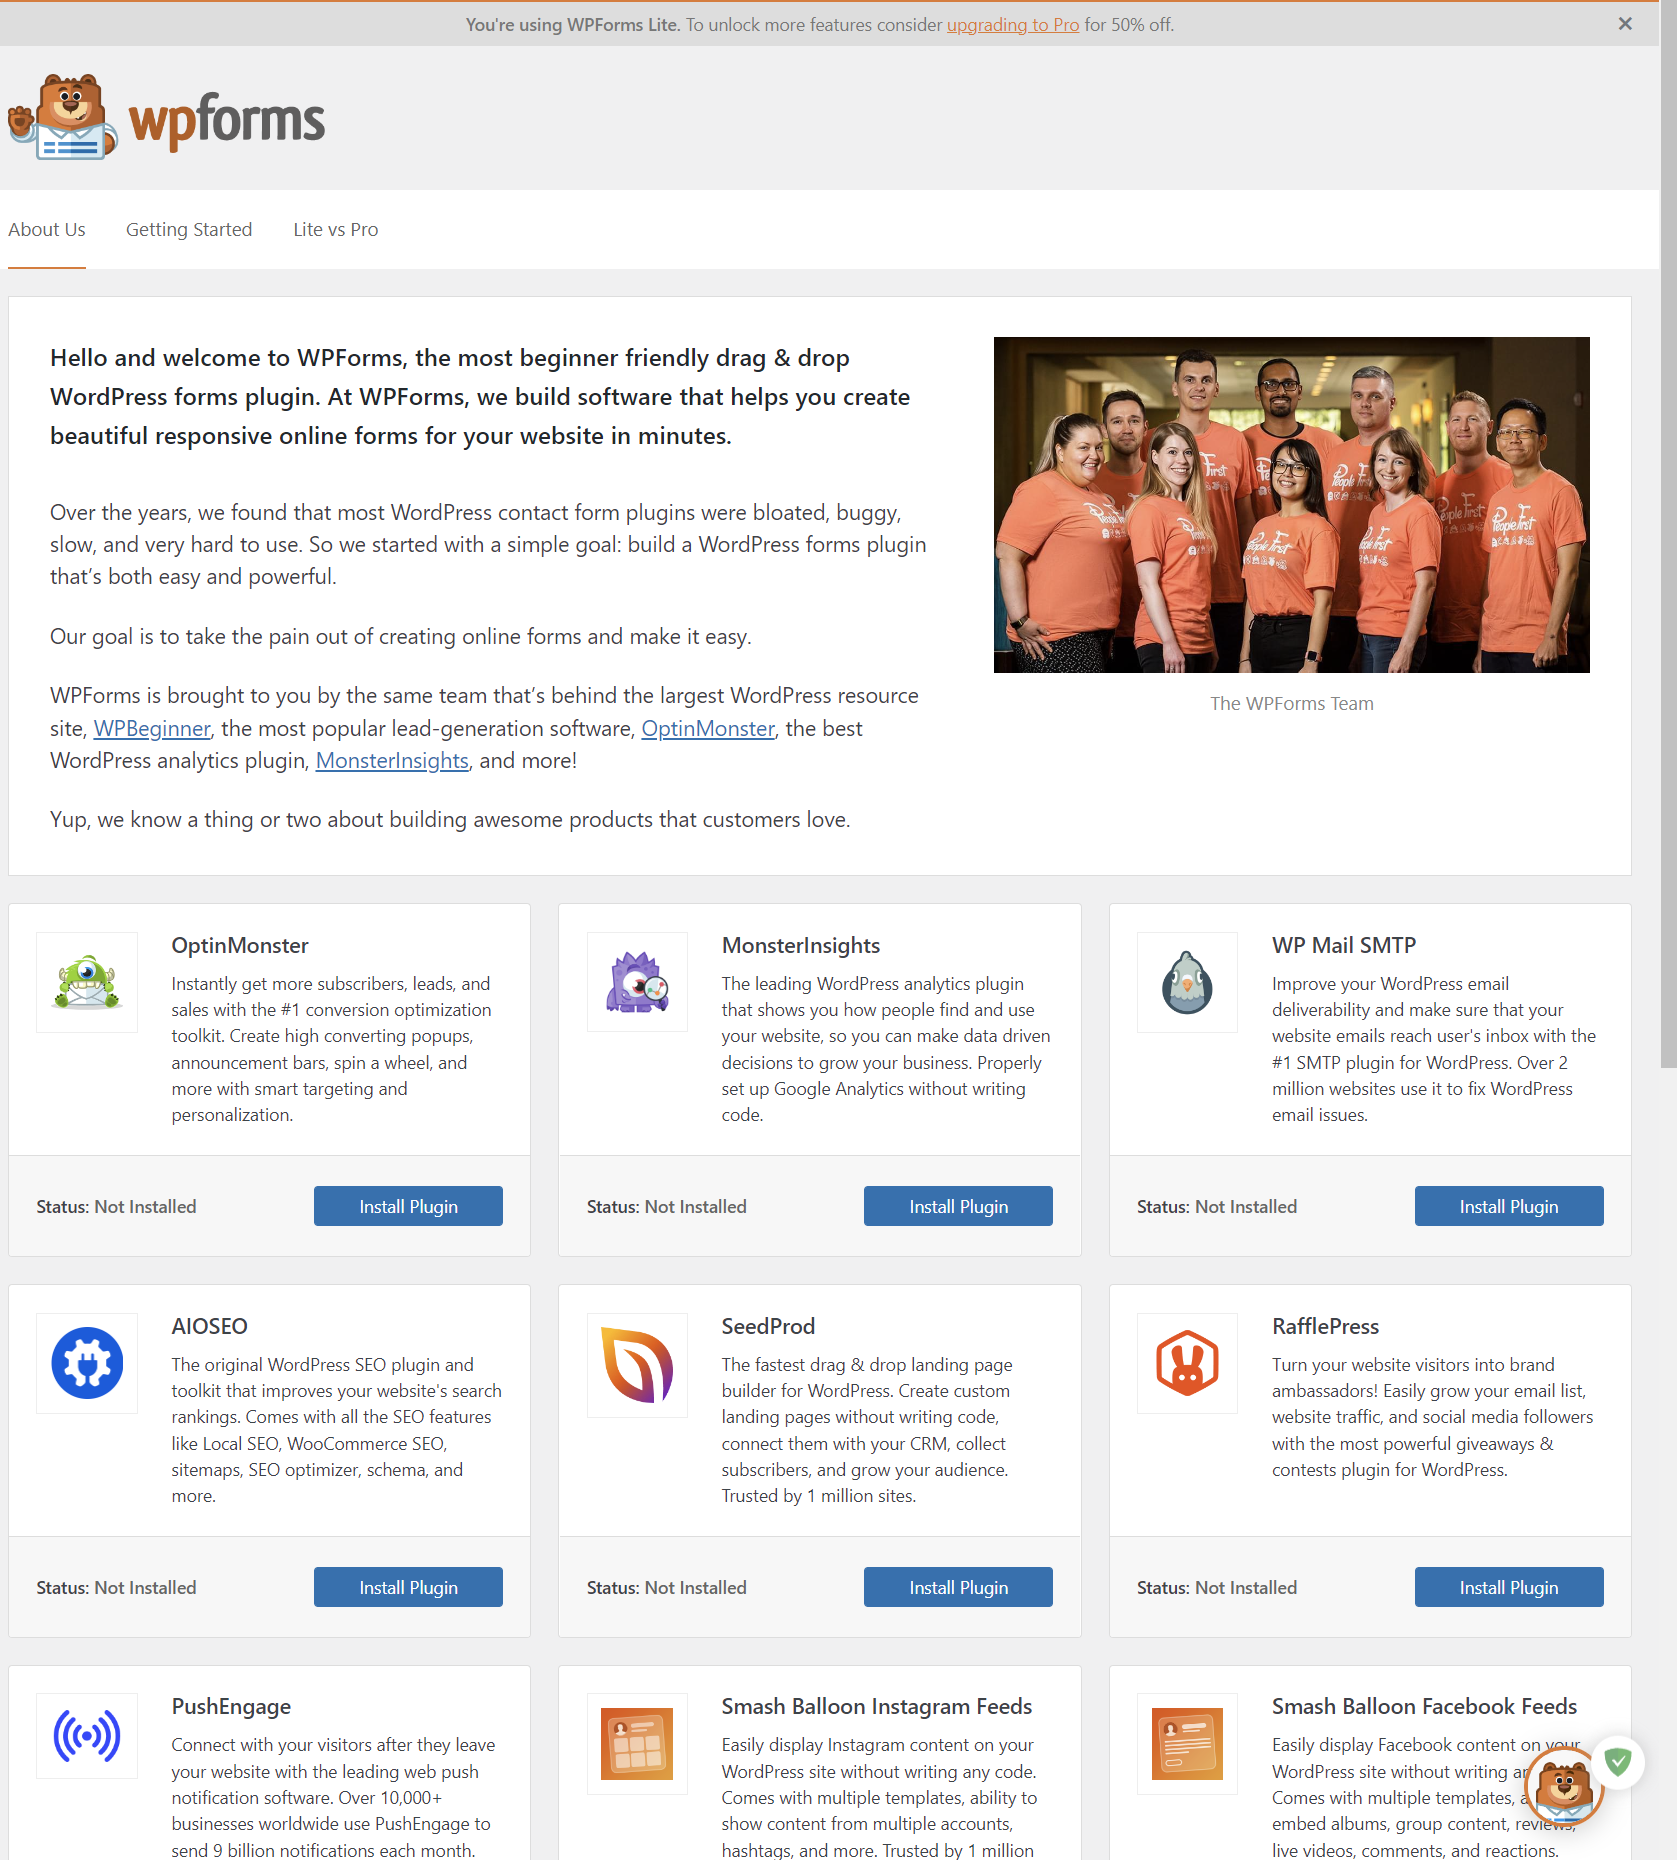 You're using WPForms Lite. To unlock more features consider upgrading to Pro for 50% off.
wpforms
About Us
Getting Started
Lite vs Pro
Hello and welcome to WPForms, the most beginner friendly drag & drop
WordPress forms plugin. At WPForms, we build software that helps you create
beautiful responsive online forms for your website in minutes.
Over the years, we found that most WordPress contact form plugins were bloated, buggy,
slow, and very hard to use. So we started with a simple goal: build a WordPress forms plugin
that’s both easy and powerful.
Our goal is to take the pain out of creating online forms and make it easy.
WPForms is brought to you by the same team that’s behind the largest WordPress resource
site, WPBeginner, the most popular lead-generation software, OptinMonster, the best
WordPress analytics plugin, MonsterInsights, and more!
Yup, we know a thing or two about building awesome products that customers love.
First
People First
People First
People First
People First
People First
The WPForms Team
OptinMonster
Instantly get more subscribers, leads, and
sales with the #1 conversion optimization
toolkit. Create high converting popups,
announcement bars, spin a wheel, and
more with smart targeting and
personalization.
Status: Not Installed
Install Plugin
MonsterInsights
The leading WordPress analytics plugin
that shows you how people find and use
your website, so you can make data driven
decisions to grow your business. Properly
set up Google Analytics without writing
code.
Status: Not Installed
Install Plugin
WP Mail SMTP
Improve your WordPress email
deliverability and make sure that your
website emails reach user's inbox with the
#1 SMTP plugin for WordPress. Over 2
million websites use it to fix WordPress
email issues.
Status: Not Installed
Install Plugin
AIOSEO
The original WordPress SEO plugin and
toolkit that improves your website's search
rankings. Comes with all the SEO features
like Local SEO, WooCommerce SEO,
sitemaps, SEO optimizer, schema, and
more.
Status: Not Installed
Install Plugin
SeedProd
The fastest drag & drop landing page
builder for WordPress. Create custom
landing pages without writing code,
connect them with your CRM, collect
subscribers, and grow your audience.
Trusted by 1 million sites.
Status: Not Installed
Install Plugin
RafflePress
Turn your website visitors into brand
ambassadors! Easily grow your email list,
website traffic, and social media followers
with the most powerful giveaways &
contests plugin for WordPress.
Status: Not Installed
Install Plugin
PushEngage
Connect with your visitors after they leave
your website with the leading web push
notification software. Over 10,000+
businesses worldwide use PushEngage to
send 9 billion notifications each month.
Smash Balloon Instagram Feeds
Easily display Instagram content on your
WordPress site without writing any code.
Comes with multiple templates, ability to
show content from multiple accounts,
hashtags, and more. Trusted by 1 million
Smash Balloon Facebook Feeds
Easily display Facebook content on your
WordPress site without writing
Comes with multiple templates,
embed albums, group content, reviews,
live videos, comments, and reactions.